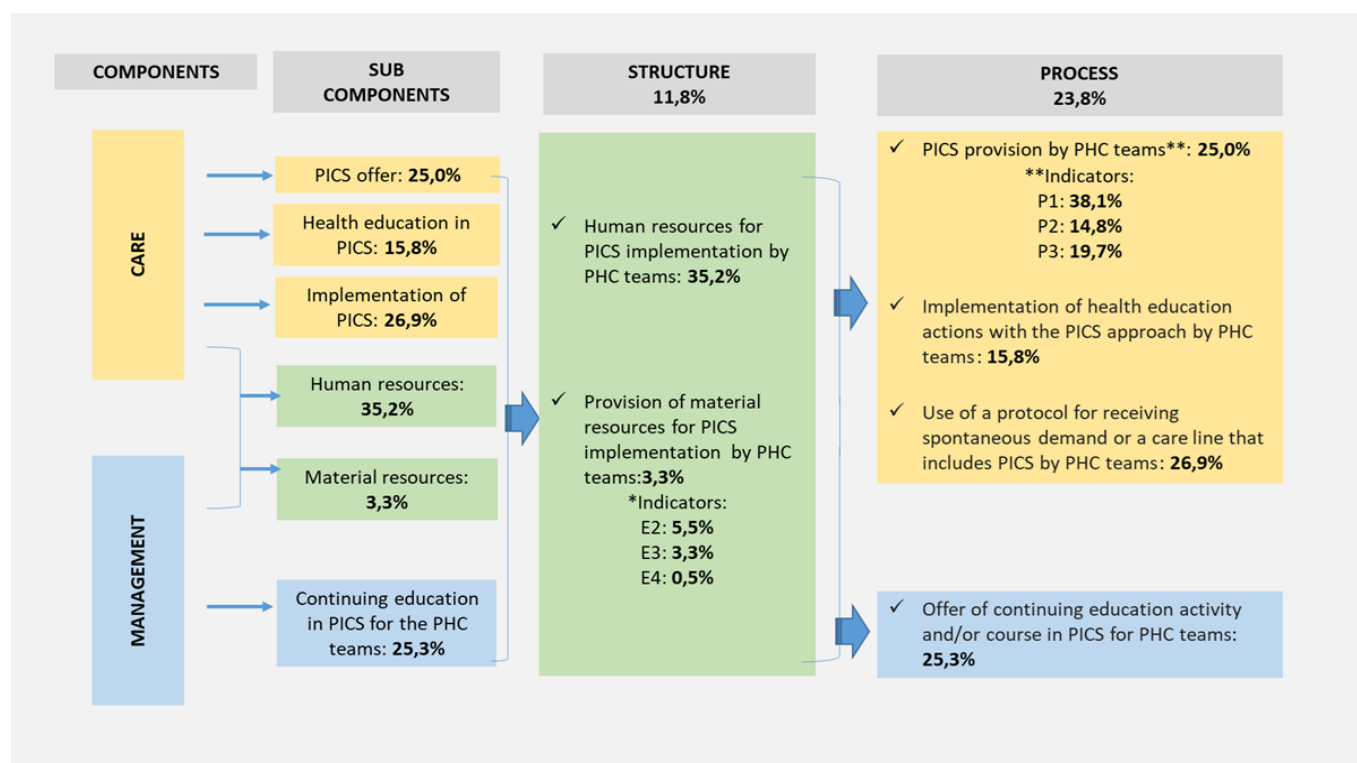 COMPONENTS
SUB
COMPONENTS
STRUCTURE
11,8%
PROCESS
23,8%
CARE
MANAGEMENT
PICS offer: 25,0%
Health education in
PICS: 15,8%
Implementation of
PICS: 26,9%
Human resources:
35,2%
Material resources:
3,3%
Continuing education
in PICS for the PHC
teams: 25,3%
✓ Human resources for
PICS implementation by
PHC teams: 35,2%
✓ Provision of material
resources for PICS
implementation by PHC
teams:3,3%
*Indicators:
E2: 5,5%
E3: 3,3%
E4: 0,5%
✓ PICS provision by PHC teams**: 25,0%
**Indicators:
P1: 38,1%
P2: 14,8%
P3: 19,7%
✓ Implementation of health education
actions with the PICS approach by PHC
teams: 15,8%
✓ Use of a protocol for receiving
spontaneous demand or a care line that
includes PICS by PHC teams: 26,9%
✓ Offer of continuing education activity
and/or course in PICS for PHC teams:
25,3%